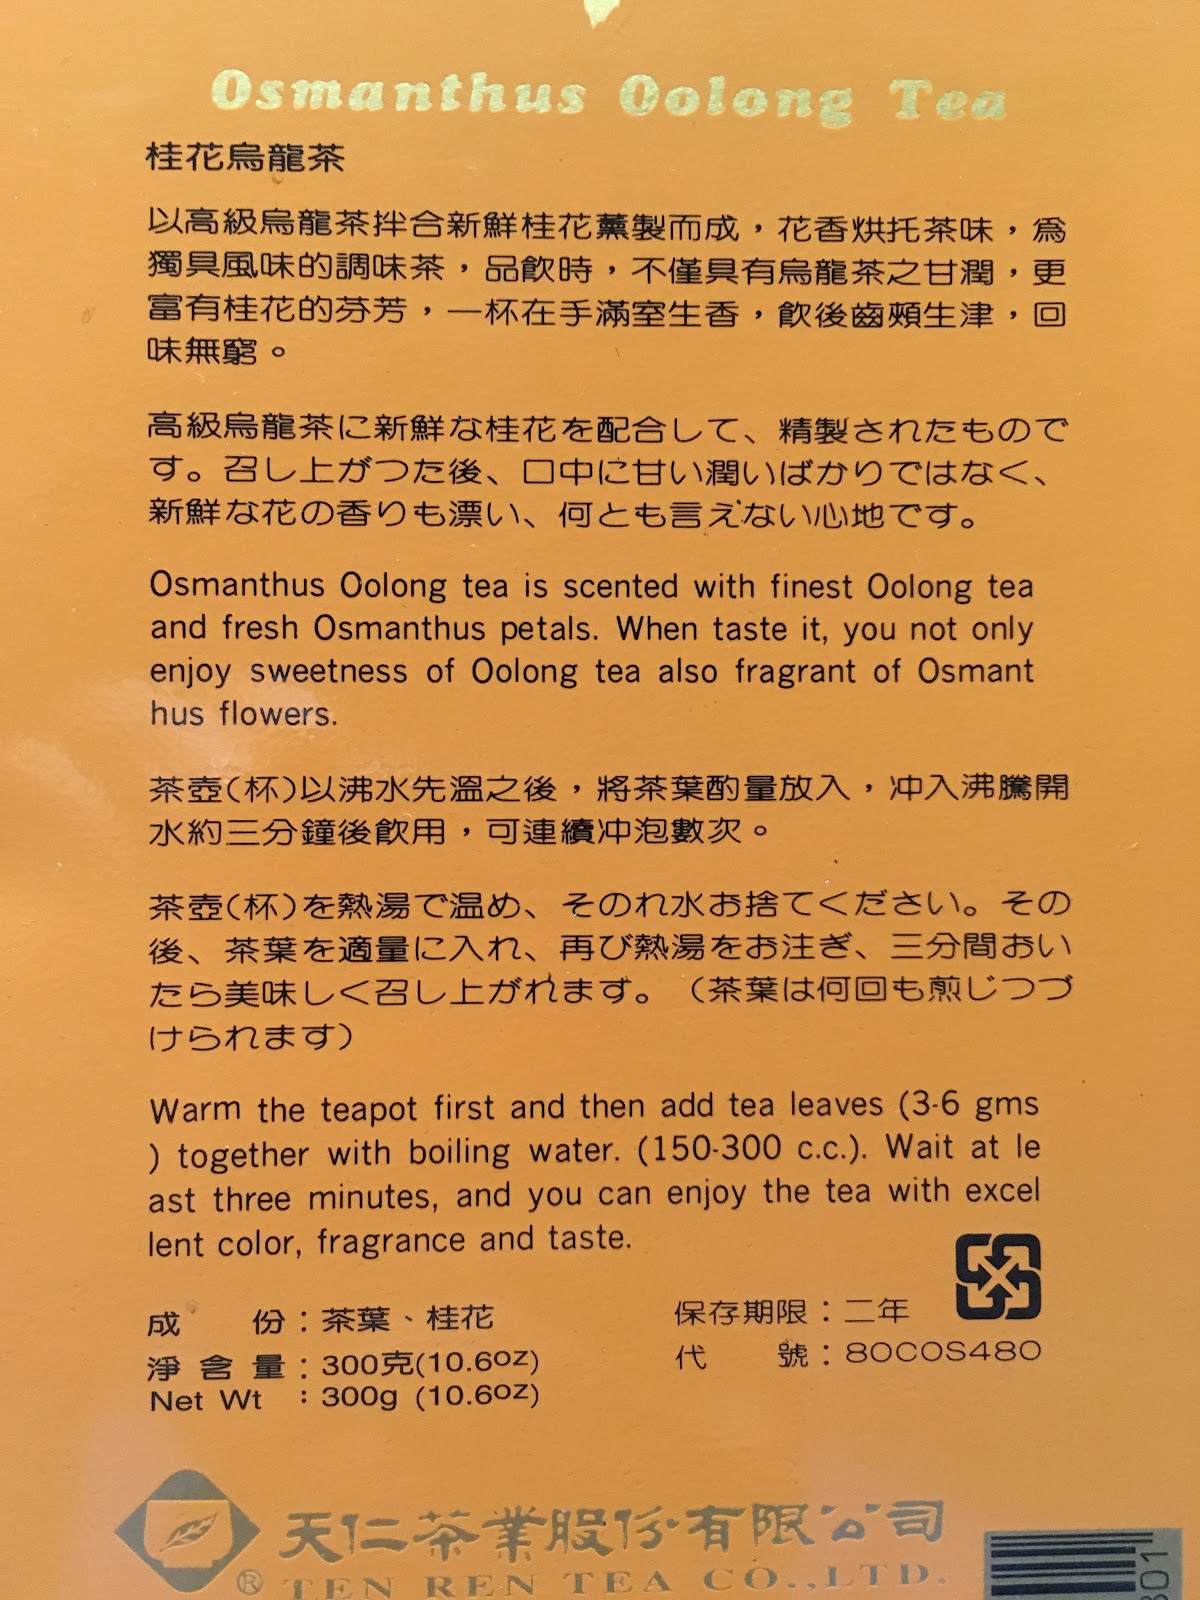 Osmanthus Oolong Tea
桂花烏龍茶
以高級烏龍茶拌合新鮮桂花薰製而成，花香烘托茶味，為
獨具風味的調味茶，品飲時，不僅具有烏龍茶之甘潤，更
富有桂花的芬芳，一杯在手滿室生香，飲後齒頰生津，回
味無窮。
高級烏龍茶に新鮮な桂花を配合して、精製されたもので
す。召し上がつた後、口中に甘い潤いばかりではなく、
新鮮な花の香りも漂い、何とも言えない心地です。
Osmanthus Oolong tea is scented with finest Oolong tea
and fresh Osmanthus petals. When taste it, you not only
enjoy sweetness of Oolong tea also fragrant of Osmant
hus flowers.
茶壺(杯)以沸水先溫之後，將茶葉酌量放入，冲入沸騰開
水約三分鐘後飲用，可連續冲泡數次。
茶壺(杯)を熱湯で温め、そのれ水お捨てください。その
後、茶葉を適量に入れ、再び熱湯をお注ぎ、三分間おい
たら美味しく召し上がれます。（茶葉は何回も煎じつづ
けられます）
Warm the teapot first and then add tea leaves (3-6 gms
) together with boiling water. (150-300 c.c.). Wait at le
ast three minutes, and you can enjoy the tea with excel
lent color, fragrance and taste.
成　份：茶葉、桂花
保存期限：二年
淨含量：300克(10.6oz)
代　號：80COS480
Net Wt ：300g (10.6oz)
天仁茶業股份有限公司
® TEN REN TEA CO.,LTD.